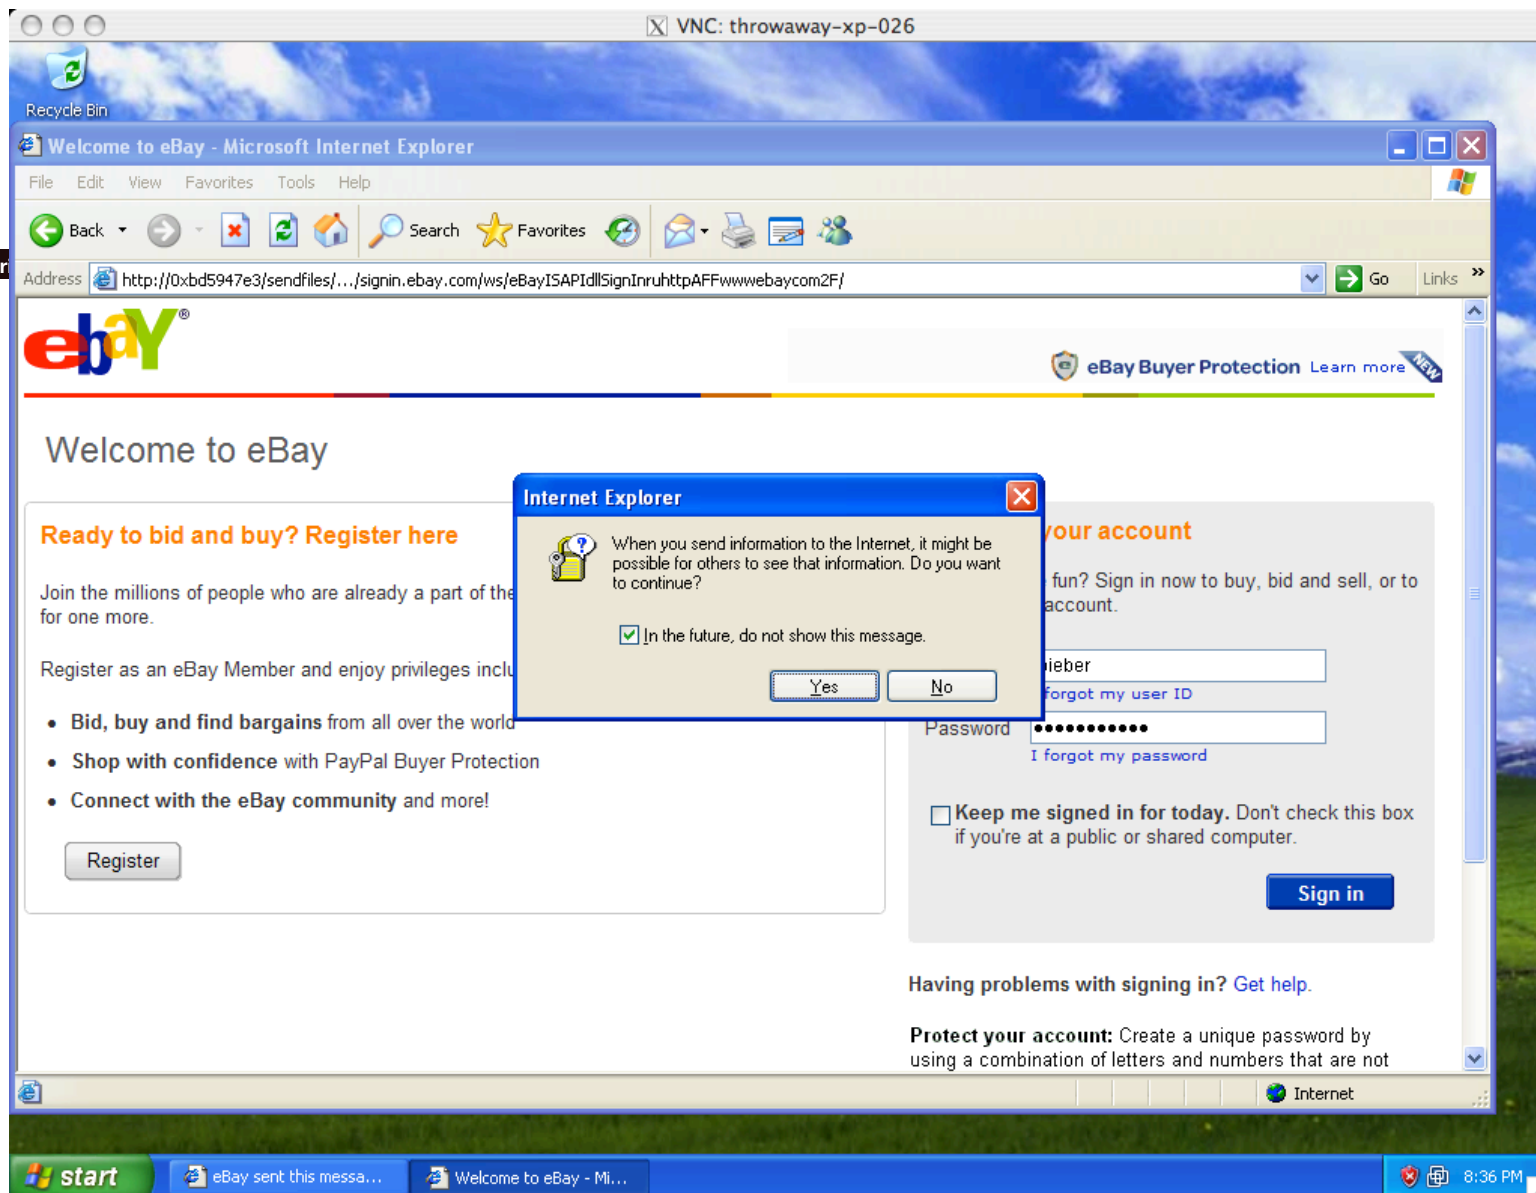 VNC: throwaway-xp-026
Recycle Bin
Welcome to eBay - Microsoft Internet Explorer
File Edit View Favorites Tools Help
Back Search Favorites
Address http://0xbd5947e3/sendfiles/.../signin.ebay.com/ws/eBayISAPIdllSignInruhttpAFFwwwebaycom2F/ Go Links »
ebaY®
eBay Buyer Protection Learn more NEW
Welcome to eBay
Ready to bid and buy? Register here
Join the millions of people who are already a part of the
for one more.
Register as an eBay Member and enjoy privileges inclu
• Bid, buy and find bargains from all over the world
• Shop with confidence with PayPal Buyer Protection
• Connect with the eBay community and more!
Register
Internet Explorer
When you send information to the Internet, it might be
possible for others to see that information. Do you want
to continue?
In the future, do not show this message.
Yes No
your account
fun? Sign in now to buy, bid and sell, or to
account.
ieber
forgot my user ID
Password •••••••••••
I forgot my password
Keep me signed in for today. Don't check this box
if you're at a public or shared computer.
Sign in
Having problems with signing in? Get help.
Protect your account: Create a unique password by
using a combination of letters and numbers that are not
Internet
start eBay sent this messa... Welcome to eBay - Mi... 8:36 PM